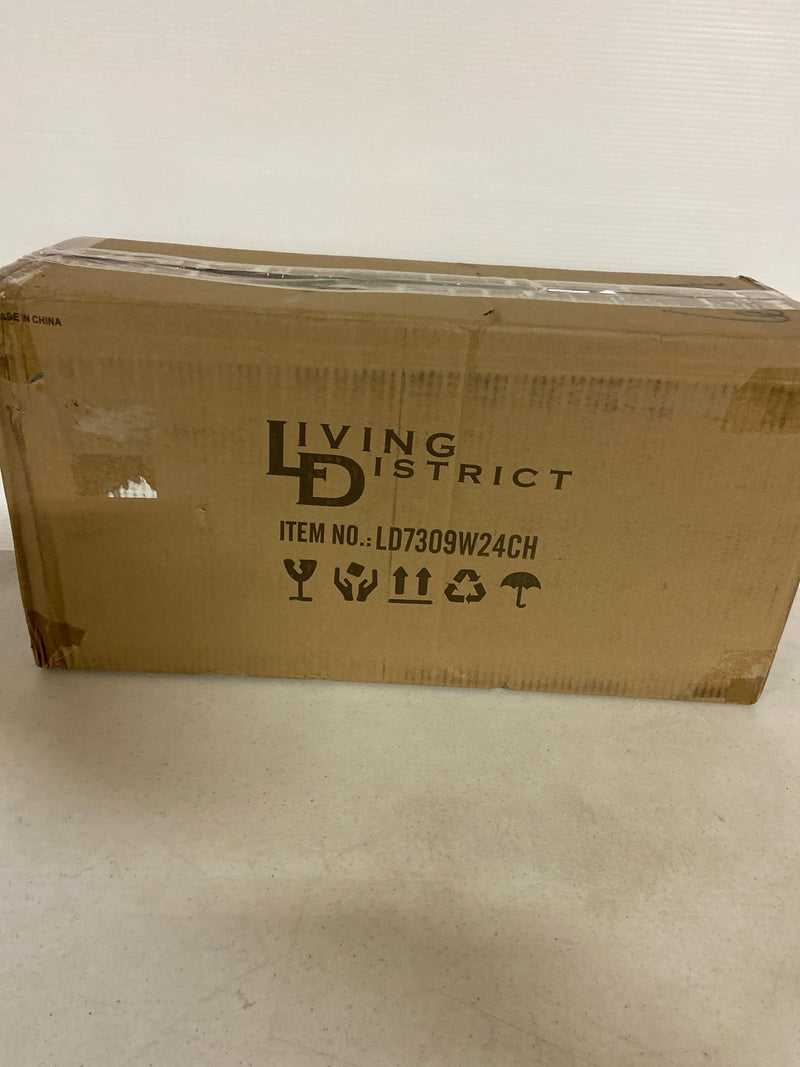 ADE IN CHINA
LIVING
DISTRICT
ITEM NO.: LD7309W24CH